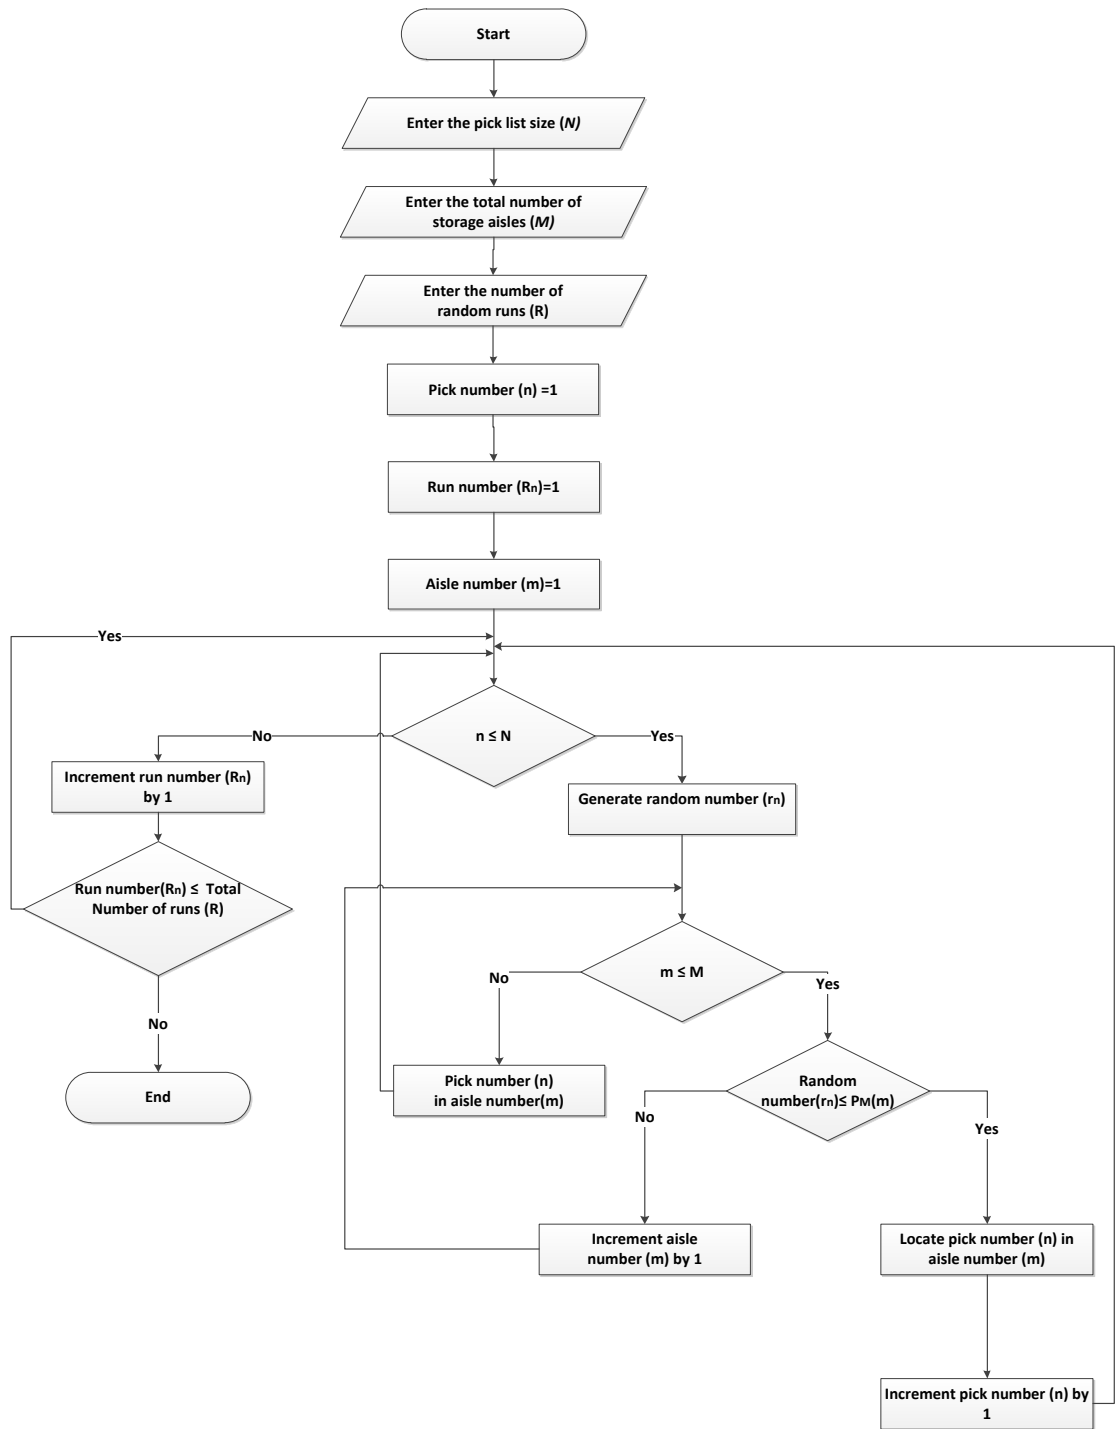 Start
Enter the pick list size (N)
Enter the total number of
storage aisles (M)
Enter the number of
random runs (R)
Pick number (n) =1
Run number (Rn)=1
Aisle number (m)=1
Yes
n ≤ N
No
Yes
Increment run number (Rn)
by 1
Generate random number (rn)
Run number(Rn) ≤ Total
Number of runs (R)
m ≤ M
No
Yes
No
Pick number (n)
in aisle number(m)
Random
number(rn)≤ PM(m)
End
No
Yes
Increment aisle
number (m) by 1
Locate pick number (n) in
aisle number (m)
Increment pick number (n) by
1